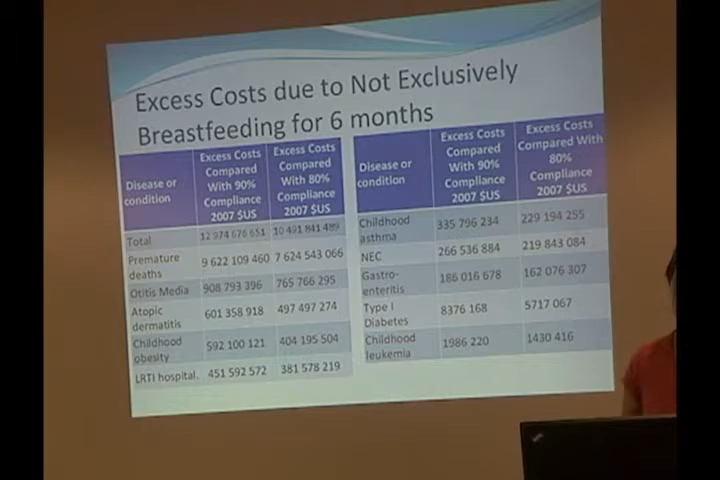 Excess Costs due to Not Exclusively
Breastfeeding for 6 months
Disease or condition | Excess Costs Compared With 90% Compliance 2007 $US | Excess Costs Compared With 80% Compliance 2007 $US
Total | 12 974 676 651 | 10 491 841 489
Premature deaths | 9 622 109 460 | 7 624 543 066
Otitis Media | 908 793 396 | 765 766 295
Atopic dermatitis | 601 358 918 | 497 497 274
Childhood obesity | 592 100 121 | 404 195 504
LRTI hospital. | 451 592 572 | 381 578 219
Disease or condition | Excess Costs Compared With 90% Compliance 2007 $US | Excess Costs Compared With 80% Compliance 2007 $US
Childhood asthma | 335 796 234 | 229 194 255
NEC | 266 536 884 | 219 843 084
Gastro-enteritis | 186 016 678 | 162 076 307
Type I Diabetes | 8376 168 | 5717 067
Childhood leukemia | 1986 220 | 1430 416